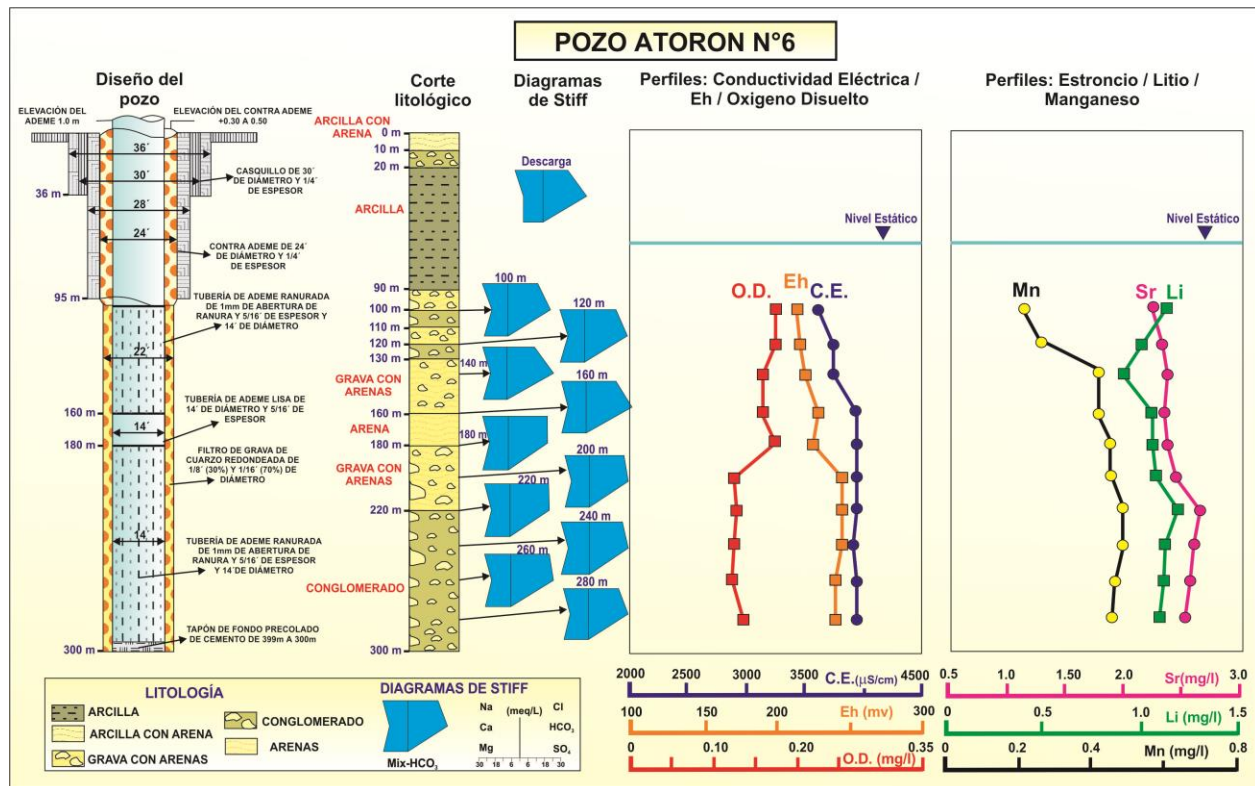 POZO ATORON N°6
Diseño del
pozo
ELEVACIÓN DEL
ADEME 1.0 m
ELEVACIÓN DEL CONTRA ADEME
+0.30 A 0.50
36´
30´
28´
24´
22´
14´
14´
36 m
95 m
160 m
180 m
300 m
CASQUILLO DE 30´
DE DIÁMETRO Y 1/4´
DE ESPESOR
CONTRA ADEME DE 24´
DE DIÁMETRO Y 1/4´
DE ESPESOR
TUBERÍA DE ADEME RANURADA
DE 1mm DE ABERTURA DE
RANURA Y 5/16´ DE ESPESOR Y
14´ DE DIÁMETRO
TUBERÍA DE ADEME LISA DE
14´ DE DIÁMETRO Y 5/16´ DE
ESPESOR
FILTRO DE GRAVA DE
CUARZO REDONDEADA DE
1/8´ (30%) Y 1/16´ (70%) DE
DIÁMETRO
TUBERÍA DE ADEME RANURADA
DE 1mm DE ABERTURA DE
RANURA Y 5/16´ DE ESPESOR
Y 14´DE DIÁMETRO
TAPÓN DE FONDO PRECOLADO
DE CEMENTO DE 399m A 300m
Corte
litológico
ARCILLA CON
ARENA
ARCILLA
GRAVA CON
ARENAS
ARENA
GRAVA CON
ARENAS
CONGLOMERADO
0 m
10 m
20 m
90 m
100 m
110 m
120 m
130 m
160 m
180 m
220 m
300 m
Diagramas
de Stiff
Descarga
100 m
120 m
140 m
160 m
180 m
200 m
220 m
240 m
260 m
280 m
Perfiles: Conductividad Eléctrica /
Eh / Oxigeno Disuelto
Nivel Estático
O.D.
Eh
C.E.
2000 3000 3500 4000 4500
C.E.(µS/cm)
100 150 200 300
Eh (mv)
0 0.10 0.20 0.35
O.D. (mg/l)
Perfiles: Estroncio / Litio /
Manganeso
Nivel Estático
Mn
Sr
Li
0.5 1.0 1.50 2.0 3.0
Sr(mg/l)
0 0.5 1.0 1.5
Li (mg/l)
0 0.2 0.4 0.8
Mn (mg/l)
LITOLOGÍA
ARCILLA
ARCILLA CON ARENA
GRAVA CON ARENAS
CONGLOMERADO
ARENAS
DIAGRAMAS DE STIFF
Mix-HCO₃
Na (meq/L) Cl
Ca HCO₃
Mg SO₄
30 18 6 6 18 30